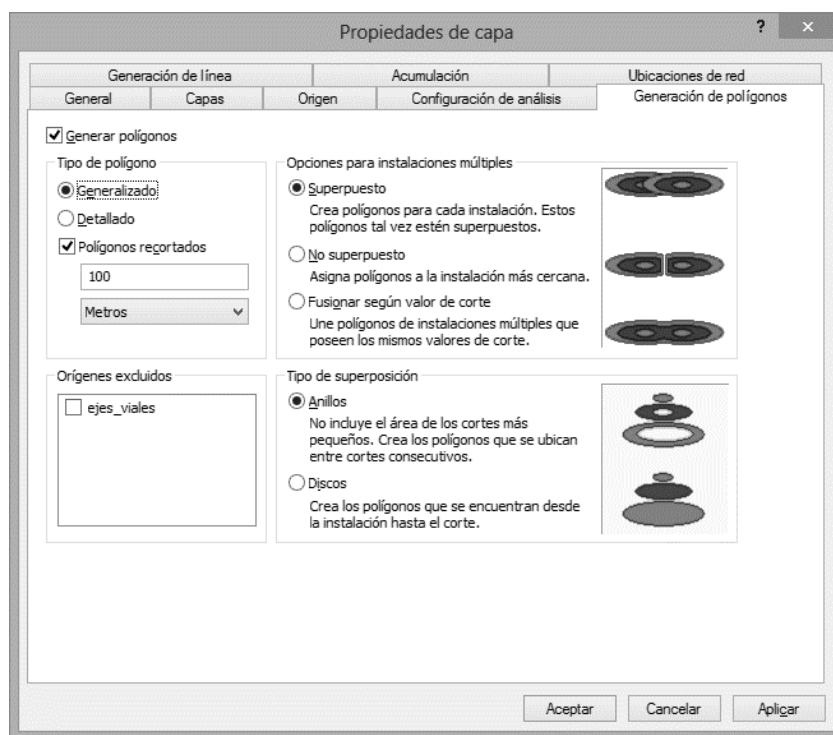 Propiedades de capa
? ×
Generación de línea Acumulación Ubicaciones de red
General Capas Origen Configuración de análisis Generación de polígonos
Generar polígonos
Tipo de polígono
Generalizado
Detallado
Polígonos recortados
100
Metros
Opciones para instalaciones múltiples
Superpuesto
Crea polígonos para cada instalación. Estos
polígonos tal vez estén superpuestos.
No superpuesto
Asigna polígonos a la instalación más cercana.
Fusionar según valor de corte
Une polígonos de instalaciones múltiples que
poseen los mismos valores de corte.
Orígenes excluidos
ejes_viales
Tipo de superposición
Anillos
No incluye el área de los cortes más
pequeños. Crea los polígonos que se ubican
entre cortes consecutivos.
Discos
Crea los polígonos que se encuentran desde
la instalación hasta el corte.
Aceptar Cancelar Aplicar